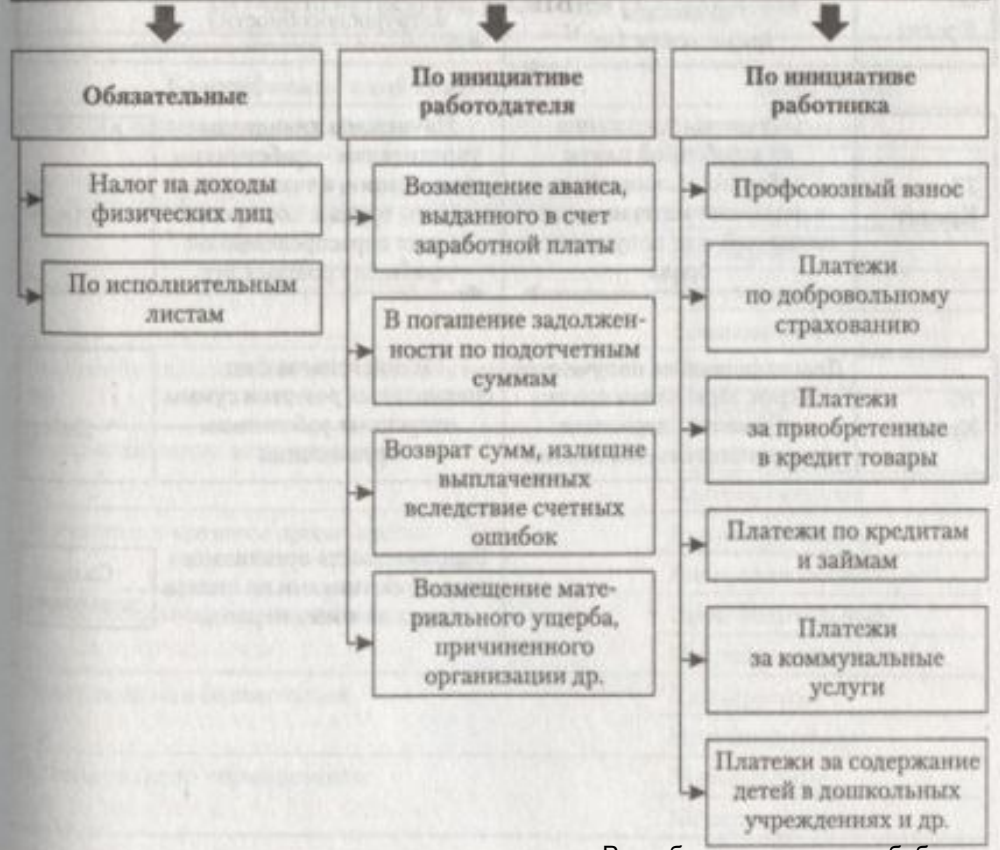 Обязательные
Налог на доходы
физических лиц
По исполнительным
листам
По инициативе
работодателя
Возмещение аванса,
выданного в счет
заработной платы
В погашение задолжен-
ности по подотчетным
суммам
Возврат сумм, излишне
выплаченных
вследствие счетных
ошибок
Возмещение мате-
риального ущерба,
причиненного
организации др.
По инициативе
работника
Профсоюзный взнос
Платежи
по добровольному
страхованию
Платежи
за приобретенные
в кредит товары
Платежи по кредитам
и займам
Платежи
за коммунальные
услуги
Платежи за содержание
детей в дошкольных
учреждениях и др.